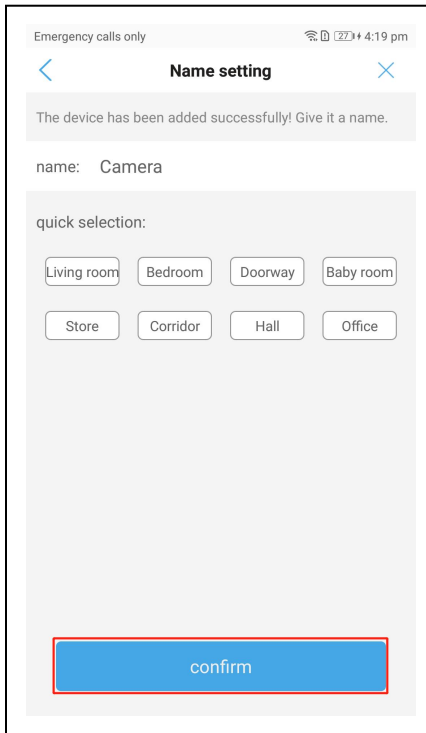 Emergency calls only 27 4:19 pm
Name setting
The device has been added successfully! Give it a name.
name: Camera
quick selection:
Living room Bedroom Doorway Baby room
Store Corridor Hall Office
confirm